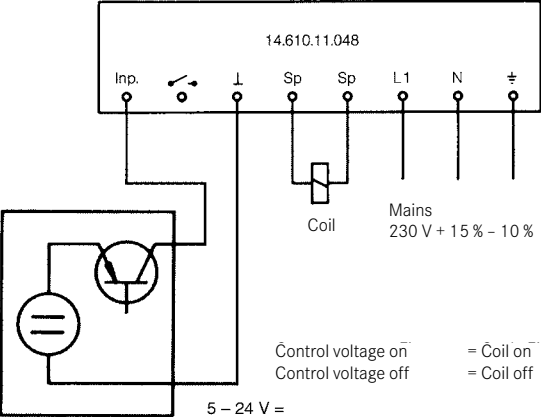 14.610.11.048
Inp. ⊥ Sp Sp L1 N ⏚
Coil
Mains
230 V + 15 % – 10 %
Control voltage on = Coil on
Control voltage off = Coil off
5 – 24 V =